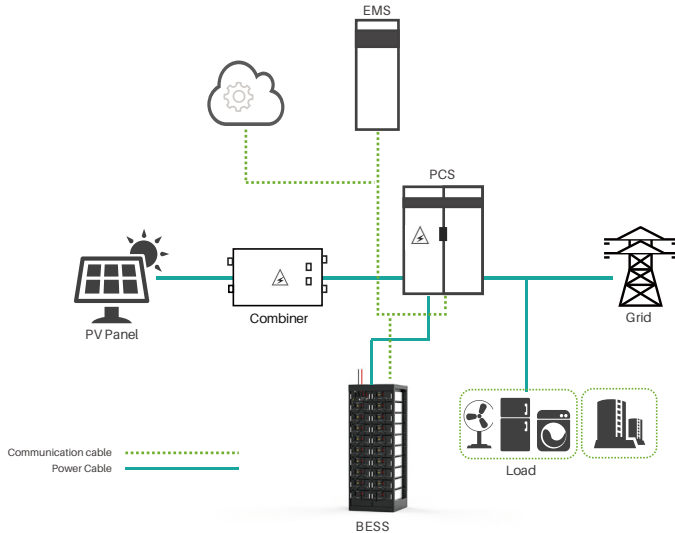 EMS
PCS
PV Panel
Combiner
Grid
Load
Communication cable
Power Cable
BESS